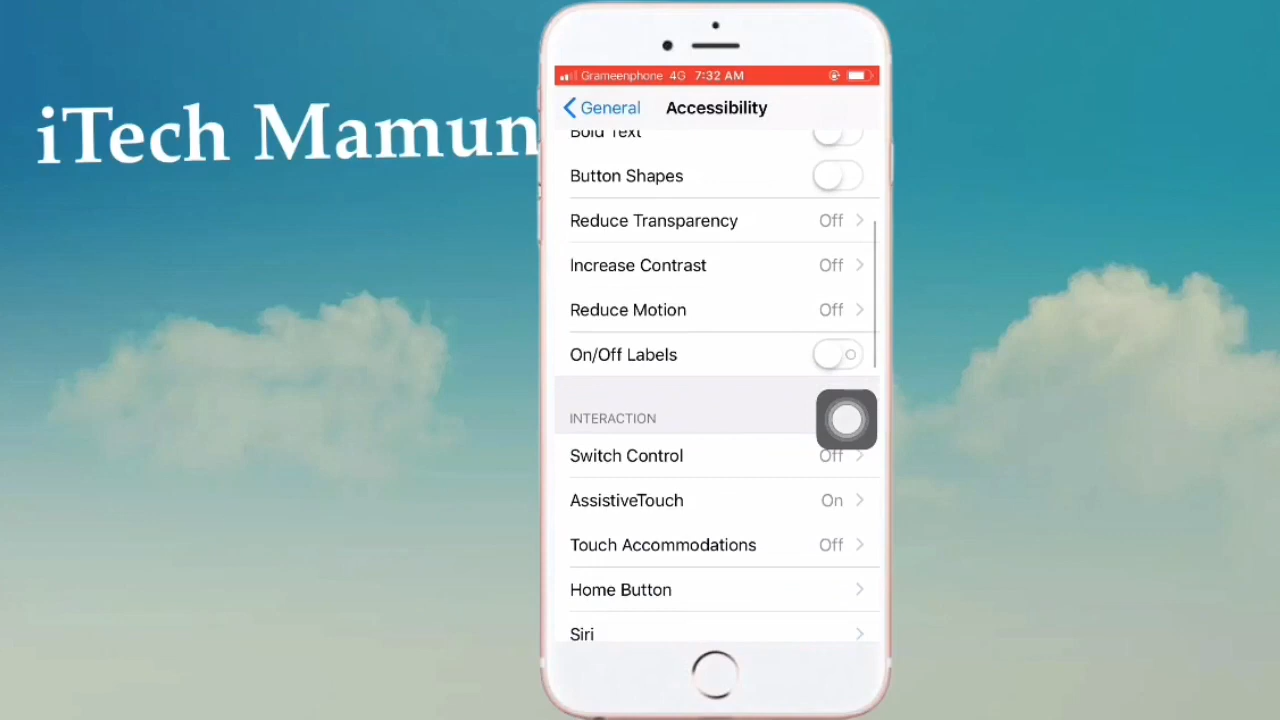 iTech Mamun
Grameenphone 4G 7:32 AM
General Accessibility
Bold Text
Button Shapes
Reduce Transparency Off
Increase Contrast Off
Reduce Motion Off
On/Off Labels
INTERACTION
Switch Control Off
AssistiveTouch On
Touch Accommodations Off
Home Button
Siri